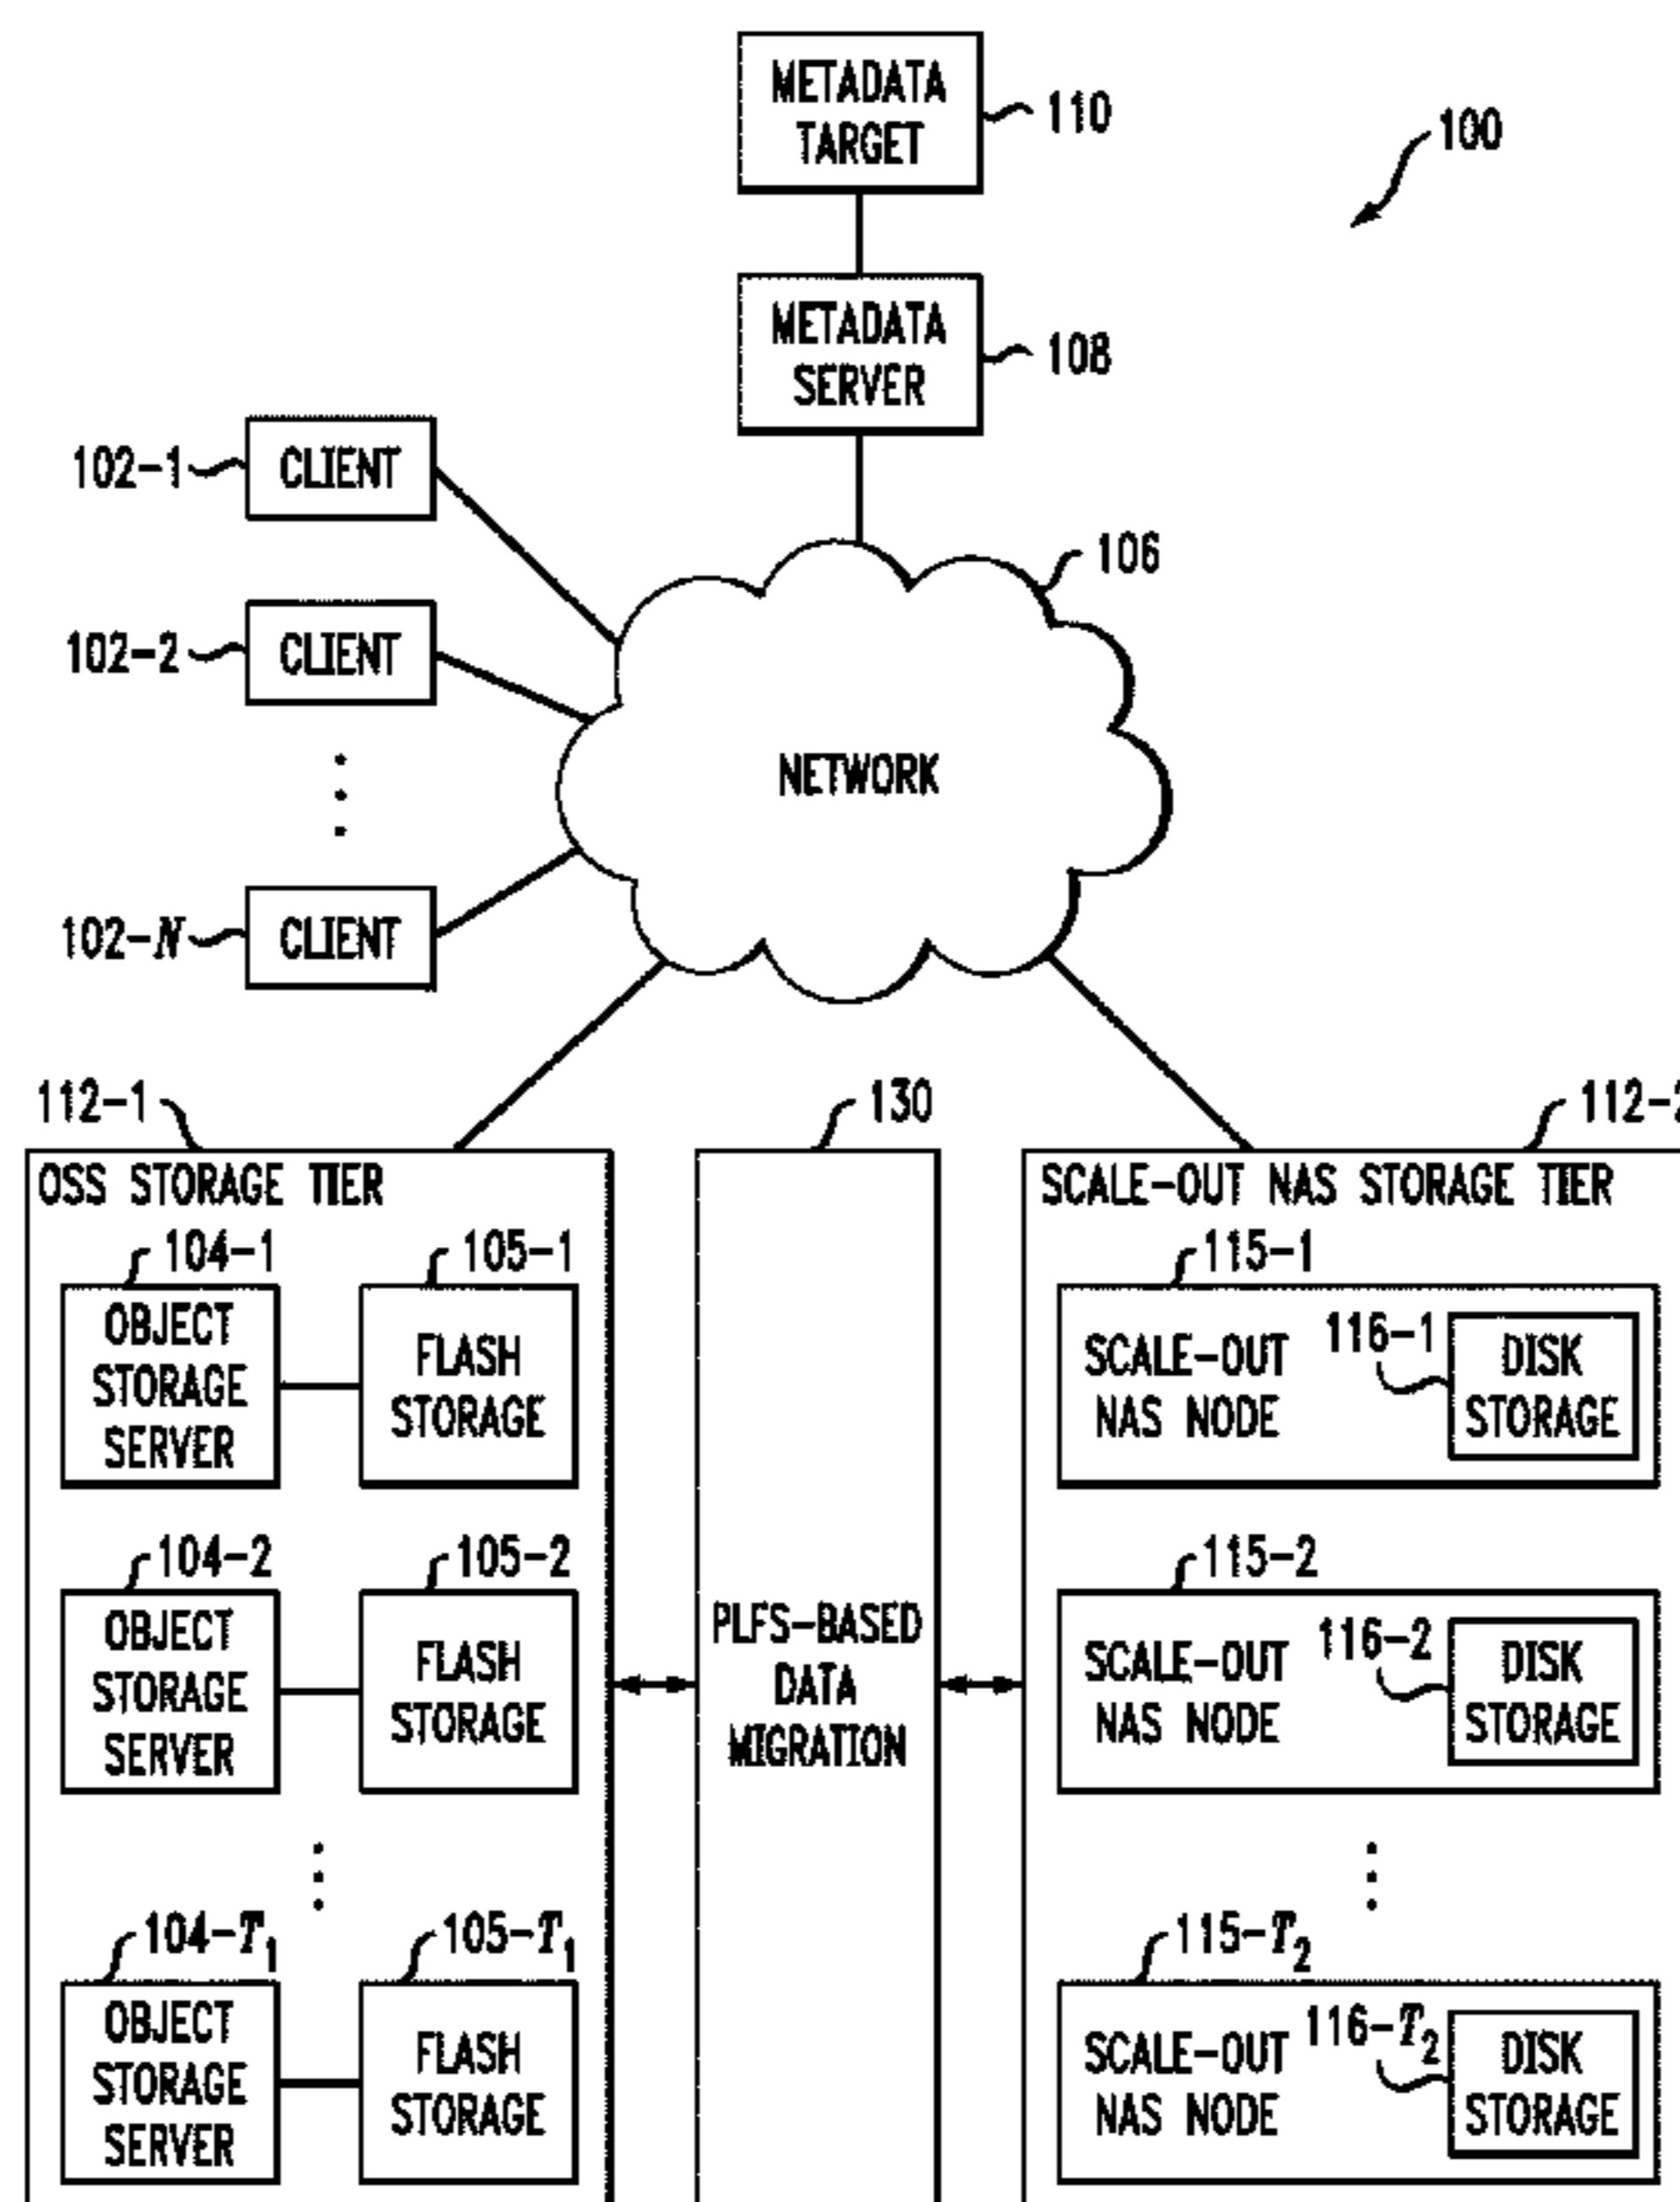 METADATA
TARGET
110
100
METADATA
SERVER
108
102-1
CLIENT
106
102-2
CLIENT
NETWORK
102-N
CLIENT
112-1
130
112-2
OSS STORAGE TIER
SCALE-OUT NAS STORAGE TIER
104-1
105-1
115-1
OBJECT
STORAGE
SERVER
FLASH
STORAGE
SCALE-OUT
NAS NODE
116-1
DISK
STORAGE
104-2
105-2
115-2
OBJECT
STORAGE
SERVER
FLASH
STORAGE
PLFS-BASED
DATA
MIGRATION
SCALE-OUT
NAS NODE
116-2
DISK
STORAGE
104-T1
105-T1
115-T2
OBJECT
STORAGE
SERVER
FLASH
STORAGE
SCALE-OUT
NAS NODE
116-T2
DISK
STORAGE